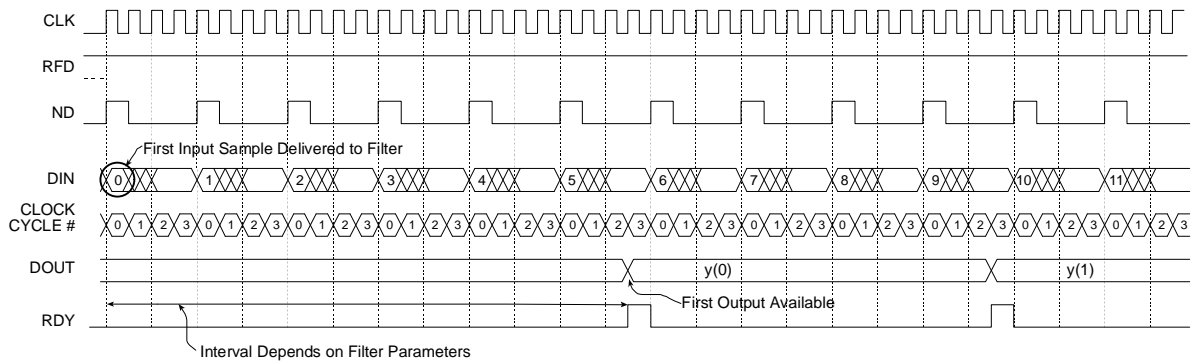 CLK
RFD
ND
First Input Sample Delivered to Filter
DIN 0 1 2 3 4 5 6 7 8 9 10 11
CLOCK
CYCLE # 0 1 2 3 0 1 2 3 0 1 2 3 0 1 2 3 0 1 2 3 0 1 2 3 0 1 2 3 0 1 2 3 0 1 2 3 0 1 2 3 0 1 2 3 0 1 2 3
DOUT y(0) y(1)
First Output Available
RDY
Interval Depends on Filter Parameters